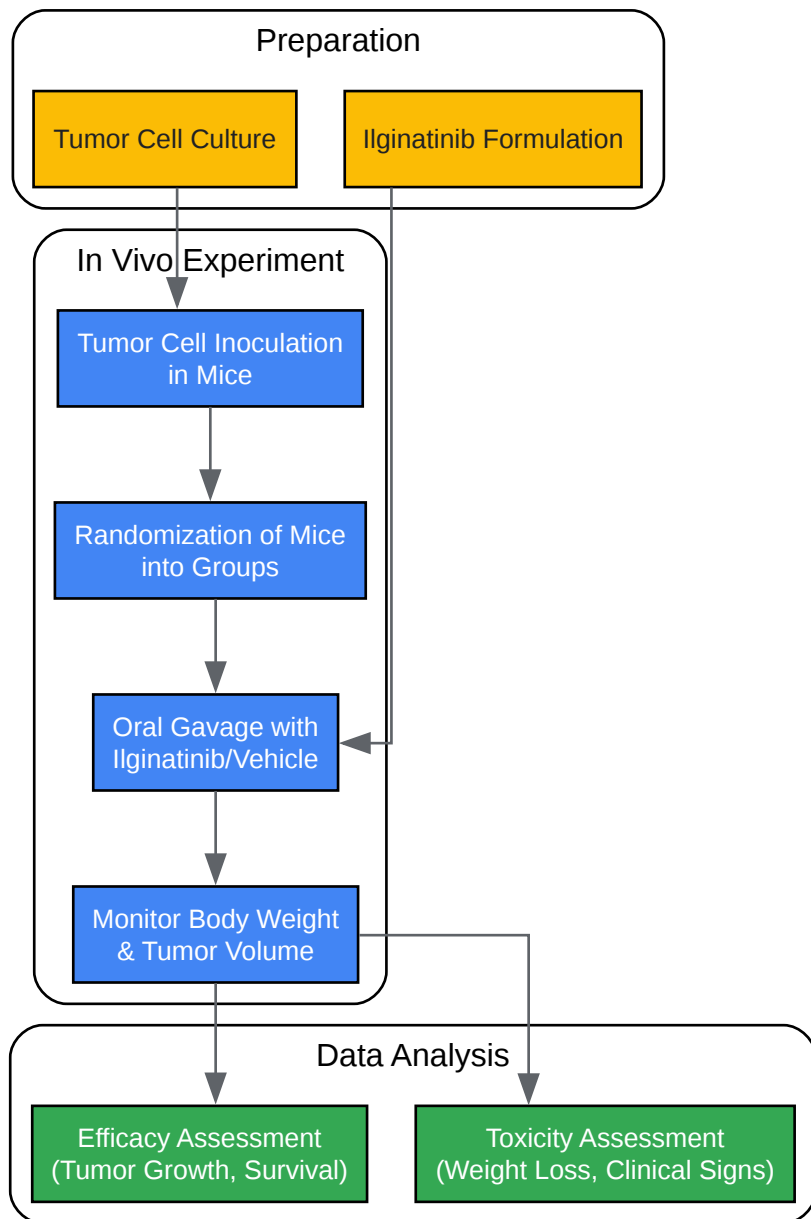 Preparation
Tumor Cell Culture
Ilginatinib Formulation
In Vivo Experiment
Tumor Cell Inoculation
in Mice
Randomization of Mice
into Groups
Oral Gavage with
Ilginatinib/Vehicle
Monitor Body Weight
& Tumor Volume
Data Analysis
Efficacy Assessment
(Tumor Growth, Survival)
Toxicity Assessment
(Weight Loss, Clinical Signs)